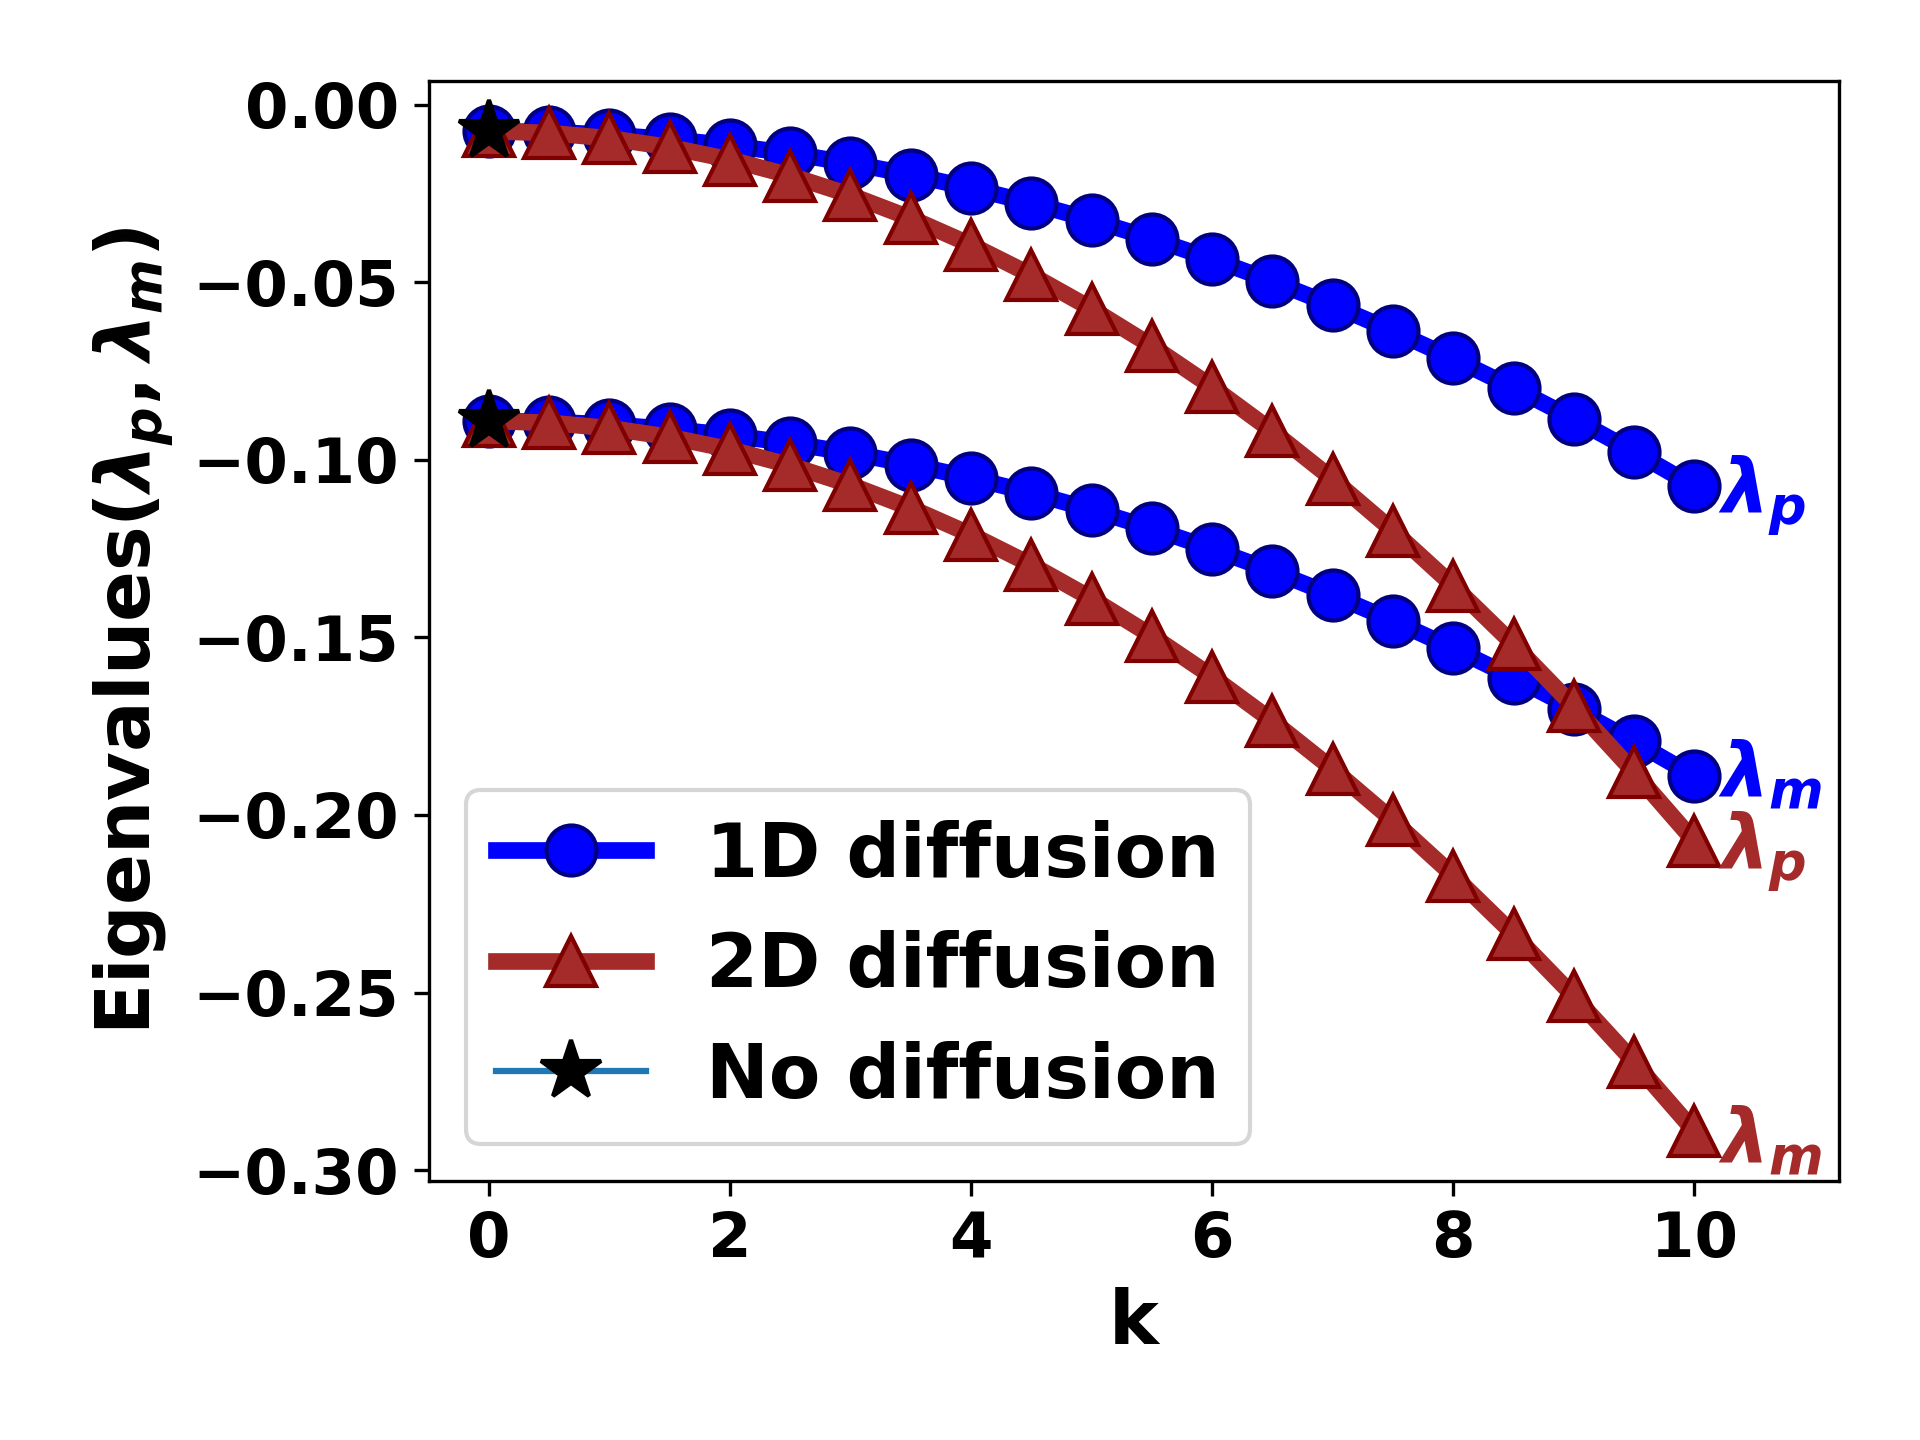 Eigenvalues(λp, λm)
0.00
−0.05
−0.10
−0.15
−0.20
−0.25
−0.30
λp
λm
λp
λm
1D diffusion
2D diffusion
No diffusion
0 2 4 6 8 10
k